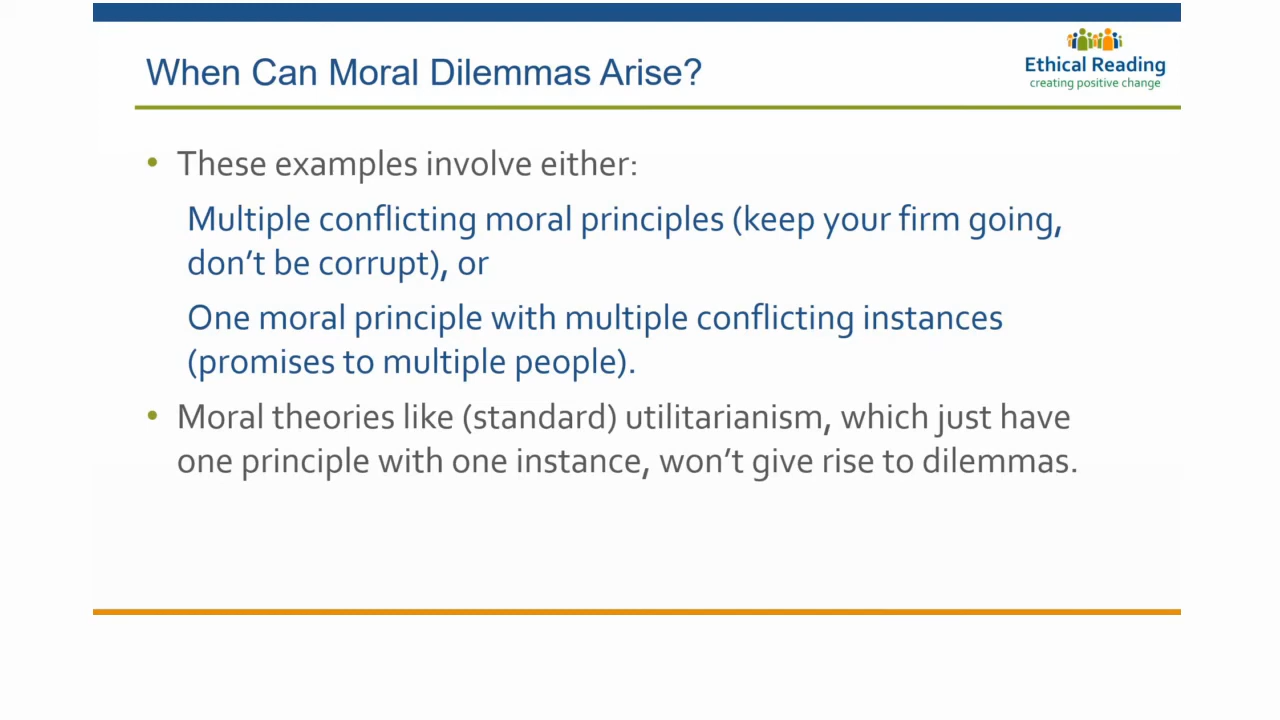 When Can Moral Dilemmas Arise?
Ethical Reading
creating positive change
• These examples involve either:
Multiple conflicting moral principles (keep your firm going,
don’t be corrupt), or
One moral principle with multiple conflicting instances
(promises to multiple people).
• Moral theories like (standard) utilitarianism, which just have
one principle with one instance, won’t give rise to dilemmas.